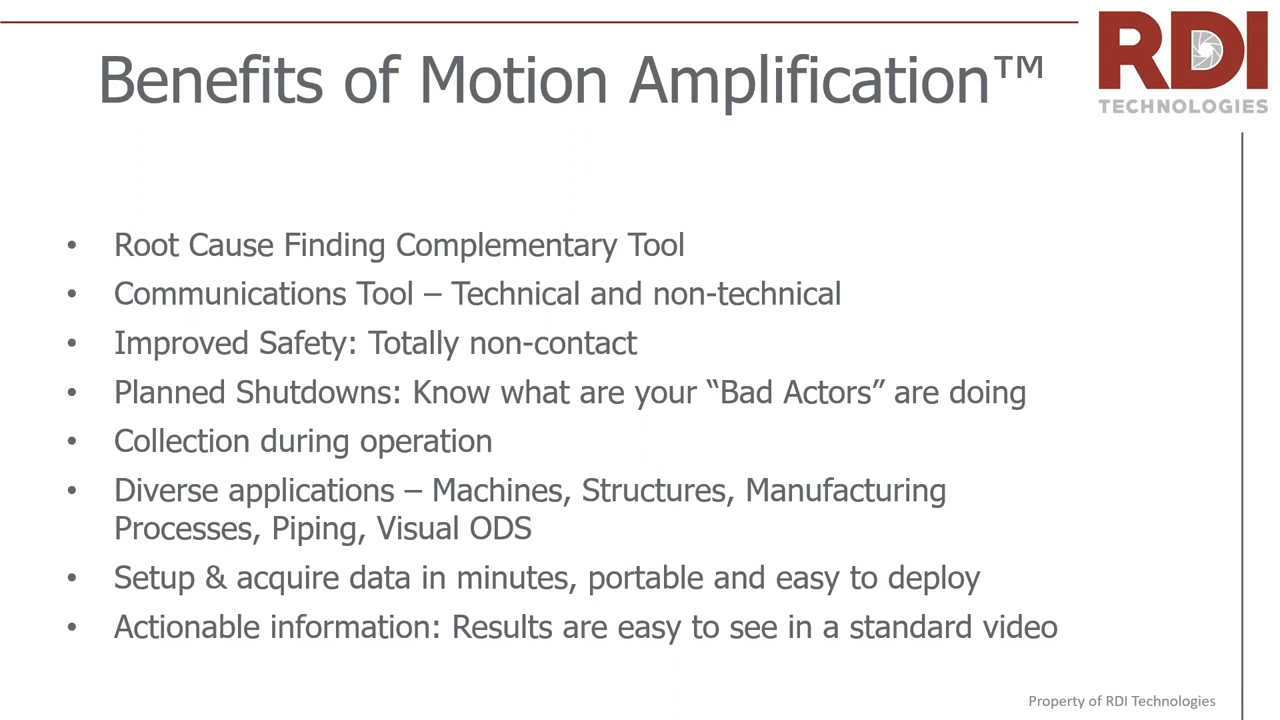 Benefits of Motion Amplification™
RDI
TECHNOLOGIES
• Root Cause Finding Complementary Tool
• Communications Tool – Technical and non-technical
• Improved Safety: Totally non-contact
• Planned Shutdowns: Know what are your “Bad Actors” are doing
• Collection during operation
• Diverse applications – Machines, Structures, Manufacturing
Processes, Piping, Visual ODS
• Setup & acquire data in minutes, portable and easy to deploy
• Actionable information: Results are easy to see in a standard video
Property of RDI Technologies